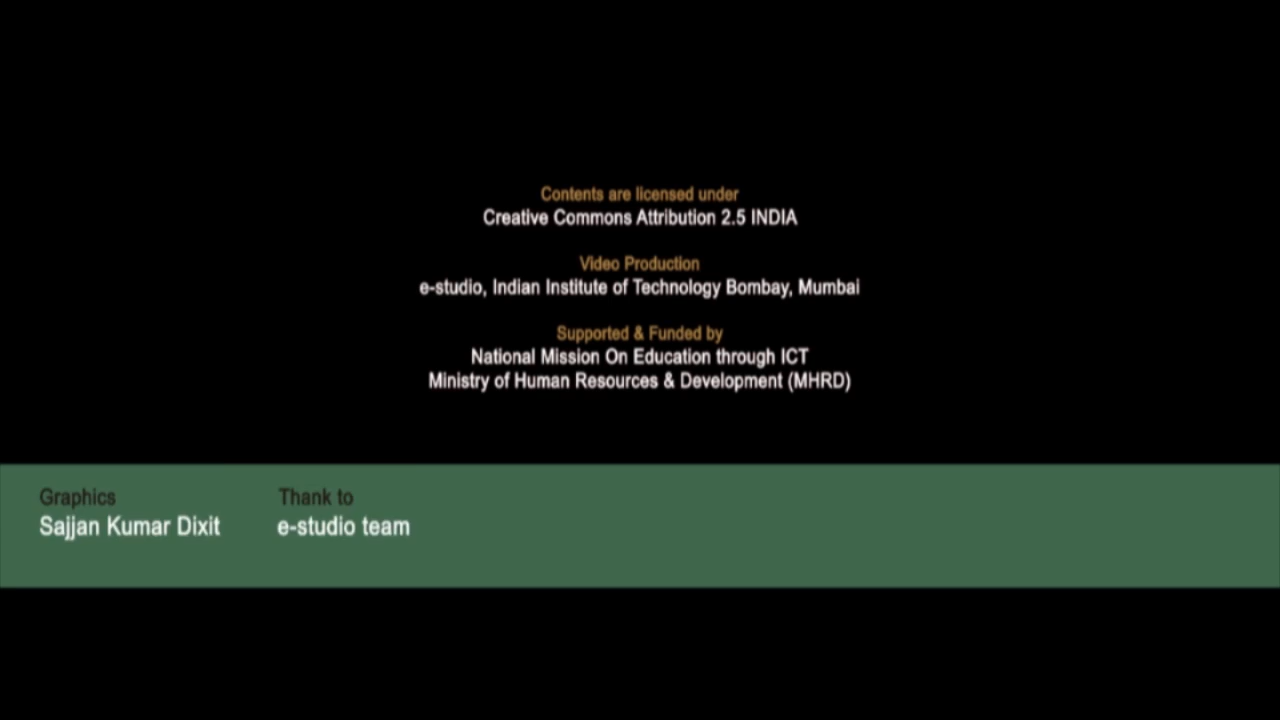 Contents are licensed under
Creative Commons Attribution 2.5 INDIA
Video Production
e-studio, Indian Institute of Technology Bombay, Mumbai
Supported & Funded by
National Mission On Education through ICT
Ministry of Human Resources & Development (MHRD)
Graphics
Sajjan Kumar Dixit
Thank to
e-studio team